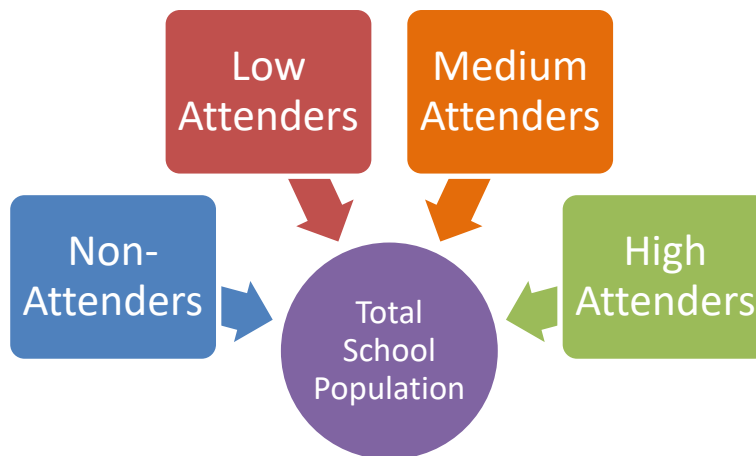 Low
Attenders
Medium
Attenders
Non-
Attenders
High
Attenders
Total
School
Population